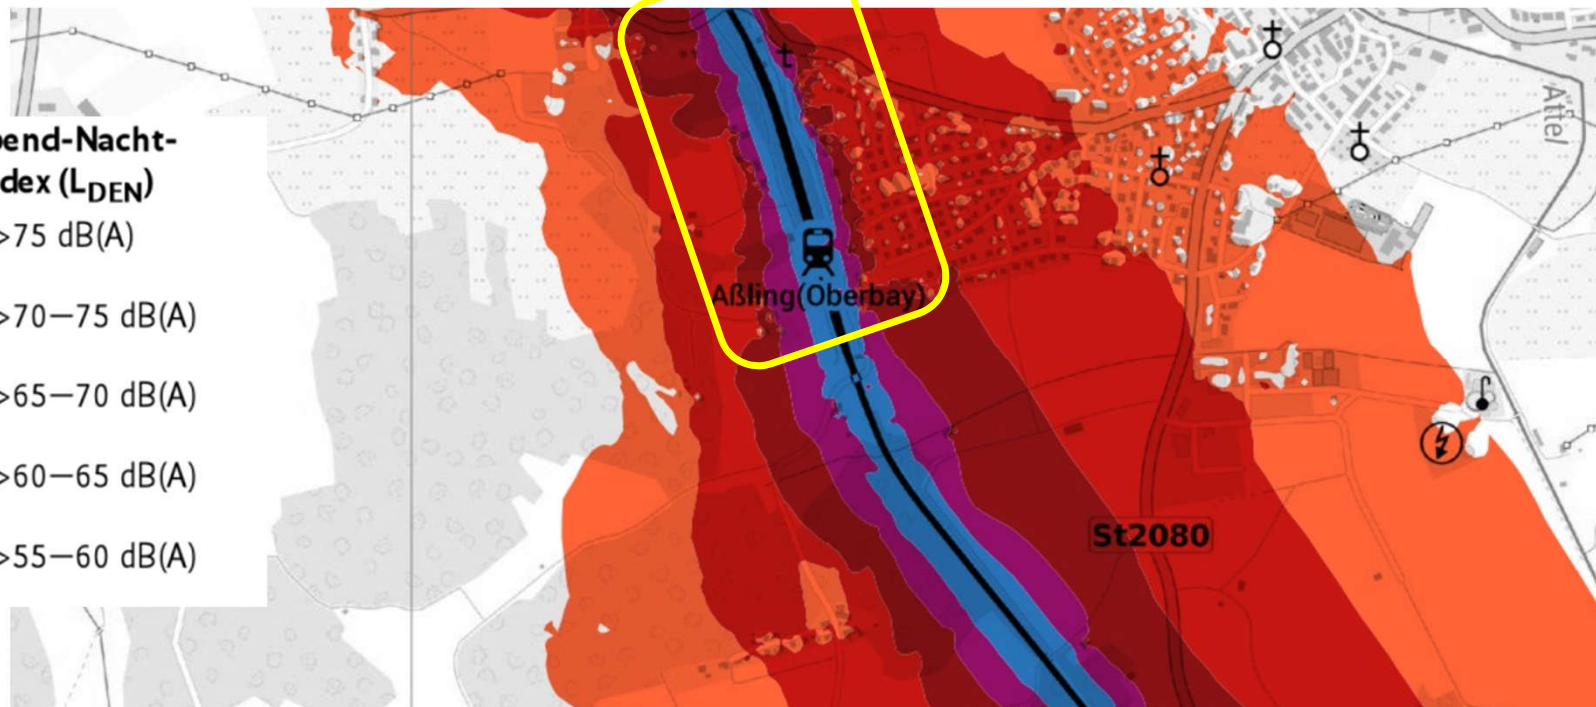 end-Nacht-
dex (LDEN)
>75 dB(A)
>70—75 dB(A)
>65—70 dB(A)
>60—65 dB(A)
>55—60 dB(A)
Aßling(Oberbay)
Attel
St2080